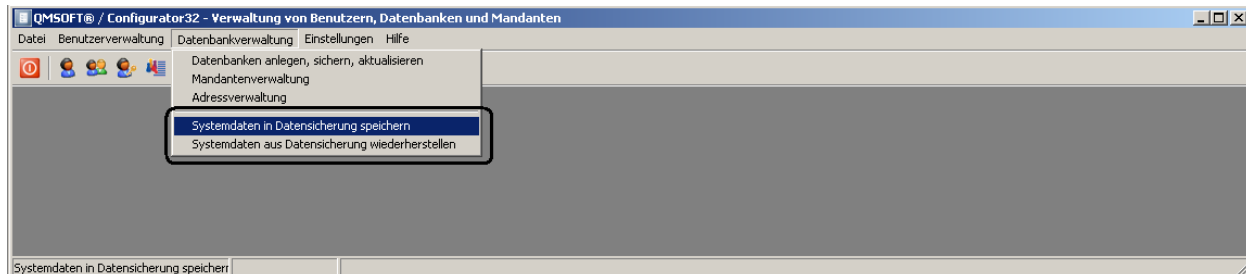 QMSOFT® / Configurator32 - Verwaltung von Benutzern, Datenbanken und Mandanten
Datei Benutzerverwaltung Datenbankverwaltung Einstellungen Hilfe
Datenbanken anlegen, sichern, aktualisieren
Mandantenverwaltung
Adressverwaltung
Systemdaten in Datensicherung speichern
Systemdaten aus Datensicherung wiederherstellen
Systemdaten in Datensicherung speichern